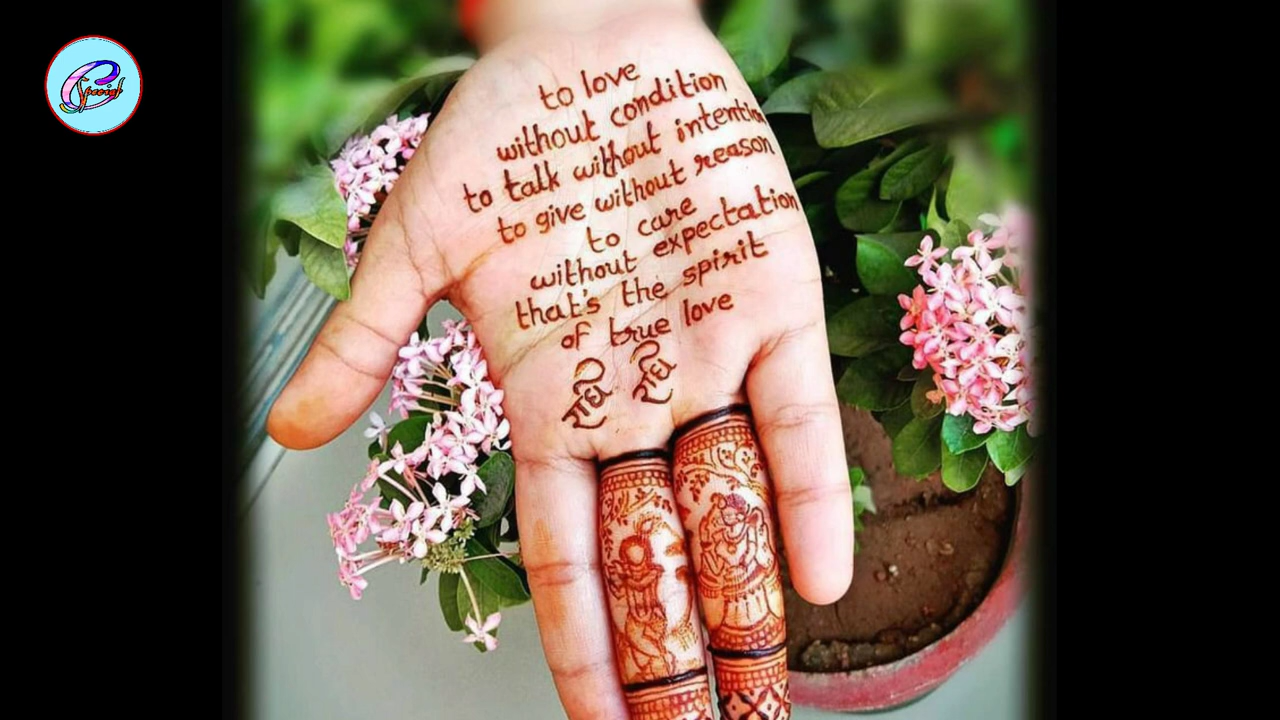 Special
to love
without condition
to talk without intention
to give without reason
to care
without expectation
that's the spirit
of true love
राधे राधे